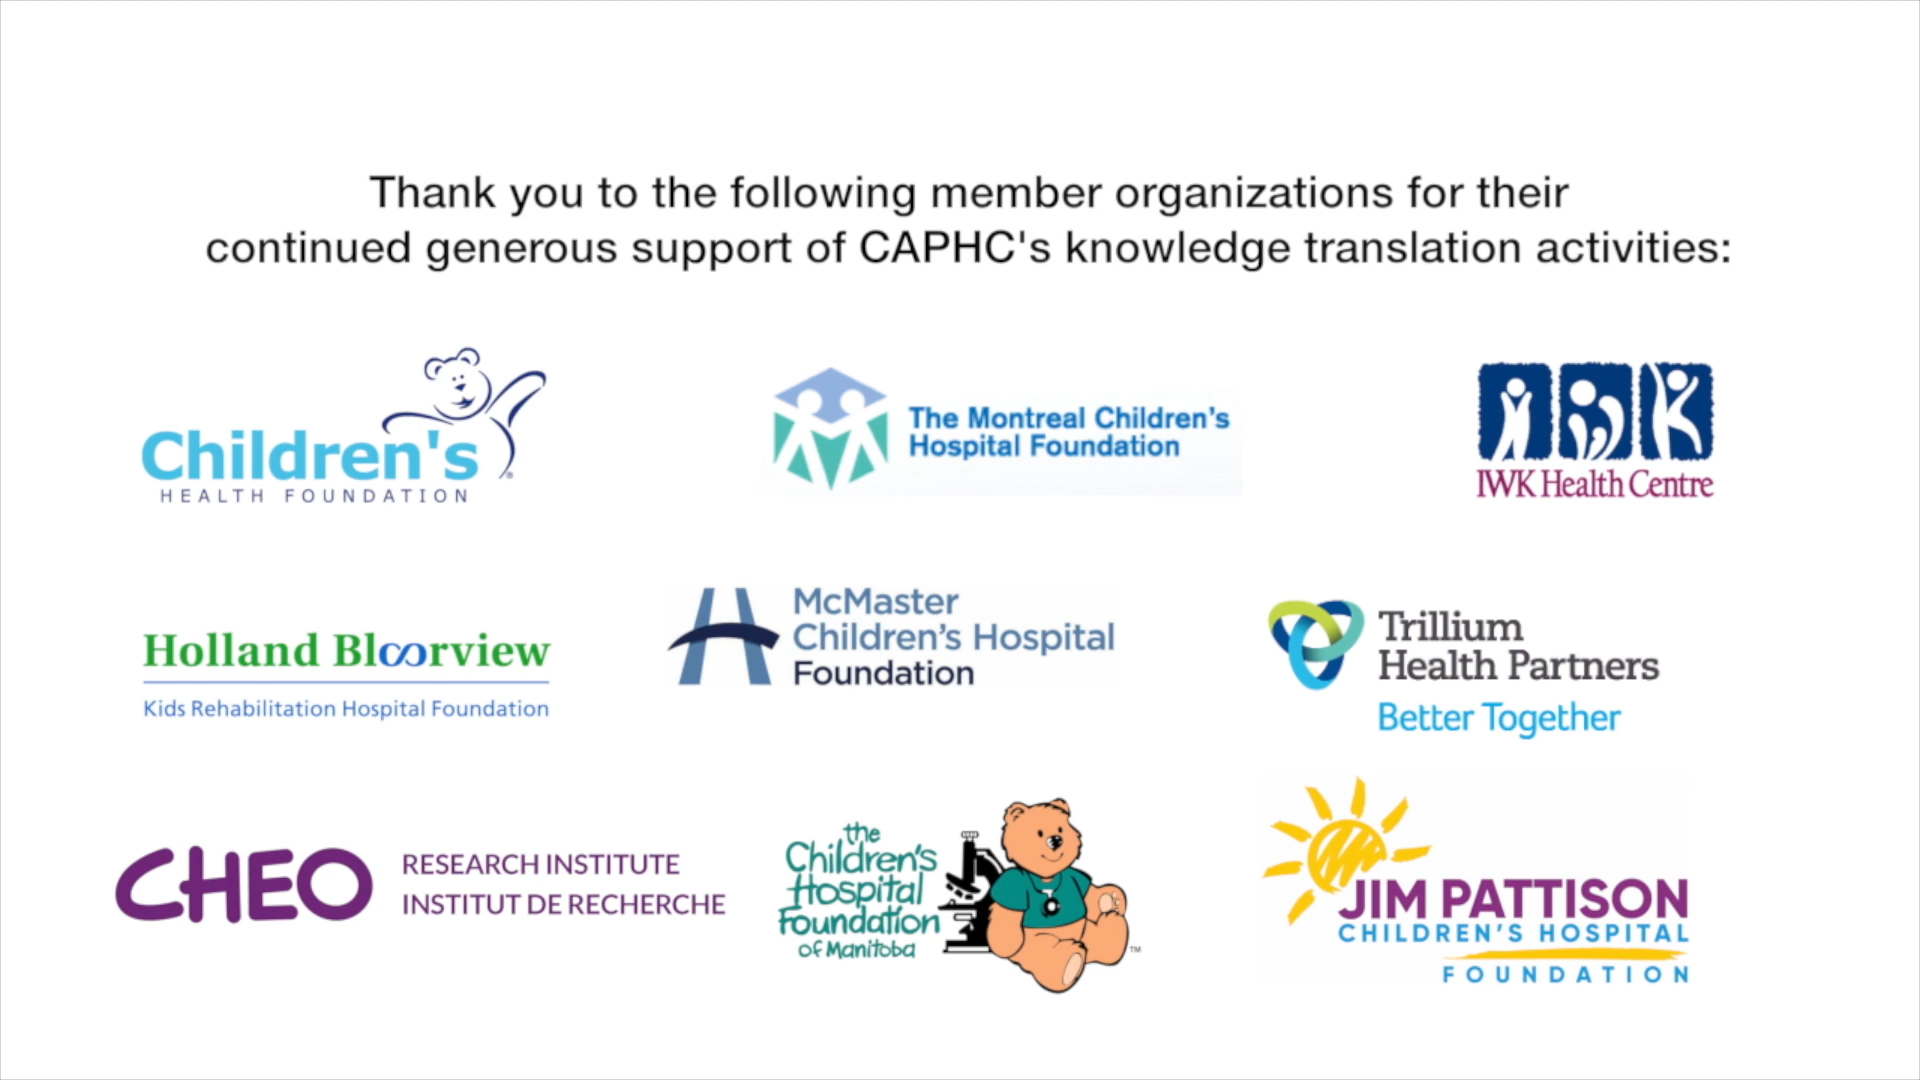 Thank you to the following member organizations for their
continued generous support of CAPHC's knowledge translation activities:
Children's
HEALTH FOUNDATION
The Montreal Children's
Hospital Foundation
IWK
IWK Health Centre
Holland Bloorview
Kids Rehabilitation Hospital Foundation
McMaster
Children's Hospital
Foundation
Trillium
Health Partners
Better Together
CHEO
RESEARCH INSTITUTE
INSTITUT DE RECHERCHE
the
Children's
Hospital
Foundation
of Manitoba
TM
JIM PATTISON
CHILDREN'S HOSPITAL
FOUNDATION